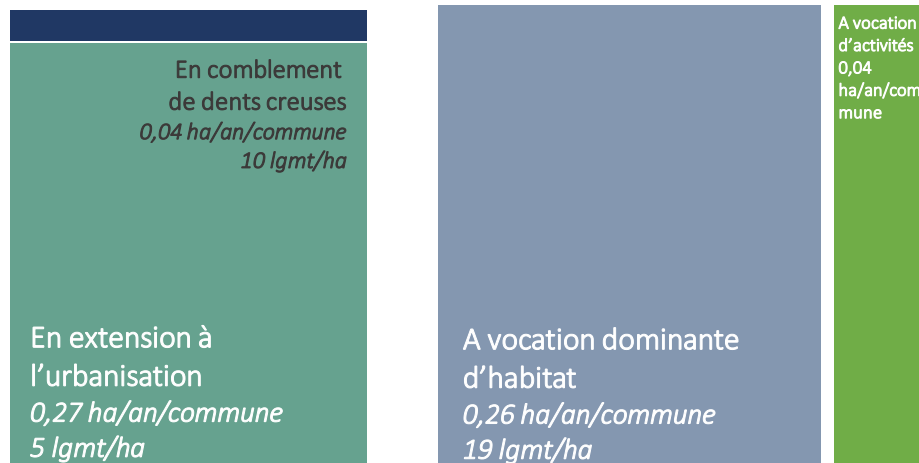 En comblement
de dents creuses
0,04 ha/an/commune
10 lgmt/ha
En extension à
l’urbanisation
0,27 ha/an/commune
5 lgmt/ha
A vocation dominante
d’habitat
0,26 ha/an/commune
19 lgmt/ha
A vocation
d’activités
0,04
ha/an/com
mune